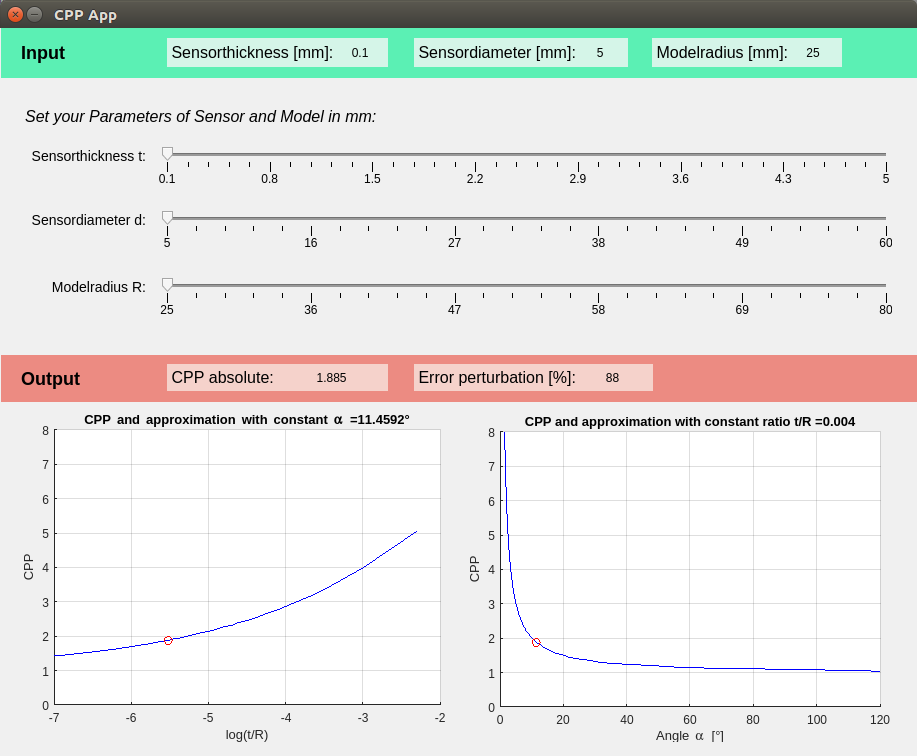 CPP App
Input Sensorthickness [mm]: 0.1 Sensordiameter [mm]: 5 Modelradius [mm]: 25
Set your Parameters of Sensor and Model in mm:
Sensorthickness t:
0.1 0.8 1.5 2.2 2.9 3.6 4.3 5
Sensordiameter d:
5 16 27 38 49 60
Modelradius R:
25 36 47 58 69 80
Output CPP absolute: 1.885 Error perturbation [%]: 88
CPP and approximation with constant α =11.4592°
8
7
6
5
4
3
2
1
0
CPP
-7 -6 -5 -4 -3 -2
log(t/R)
CPP and approximation with constant ratio t/R =0.004
8
7
6
5
4
3
2
1
0
CPP
0 20 40 60 80 100 120
Angle α [°]